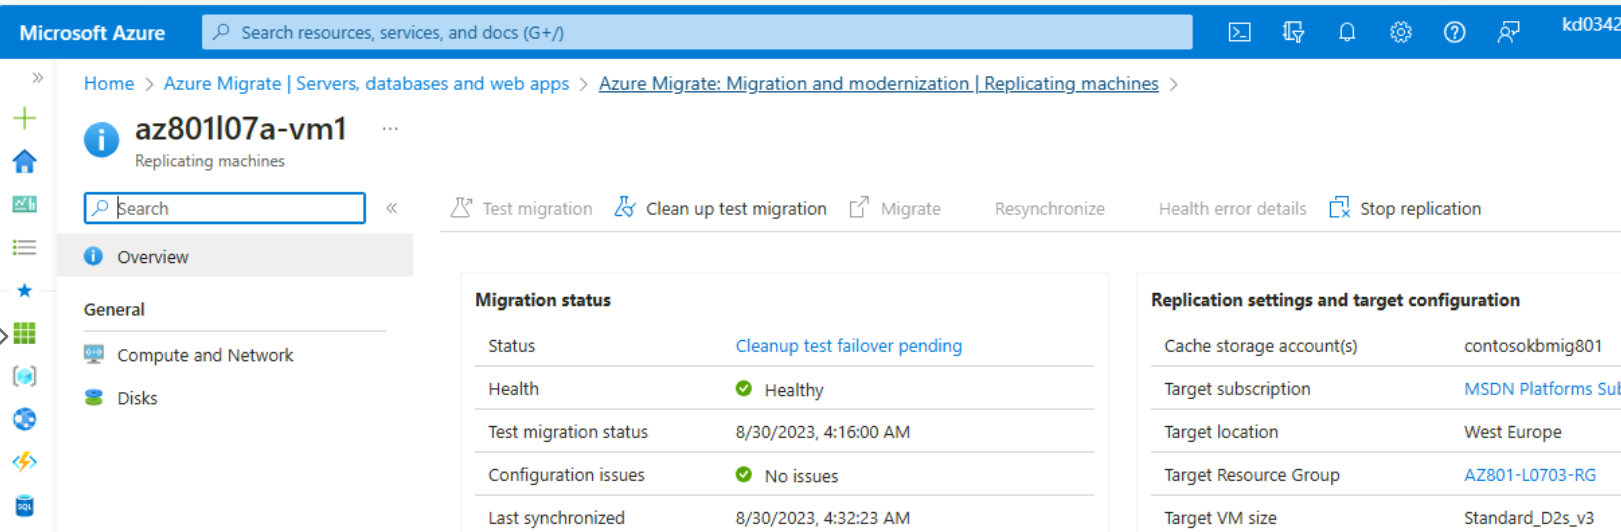 Microsoft Azure
Search resources, services, and docs (G+/)
kd0342
Home > Azure Migrate | Servers, databases and web apps > Azure Migrate: Migration and modernization | Replicating machines >
az801l07a-vm1 ...
Replicating machines
Search
Test migration Clean up test migration Migrate Resynchronize Health error details Stop replication
Overview
General
Compute and Network
Disks
Migration status
Status Cleanup test failover pending
Health Healthy
Test migration status 8/30/2023, 4:16:00 AM
Configuration issues No issues
Last synchronized 8/30/2023, 4:32:23 AM
Replication settings and target configuration
Cache storage account(s) contosokbmig801
Target subscription MSDN Platforms Sub
Target location West Europe
Target Resource Group AZ801-L0703-RG
Target VM size Standard_D2s_v3
SQL